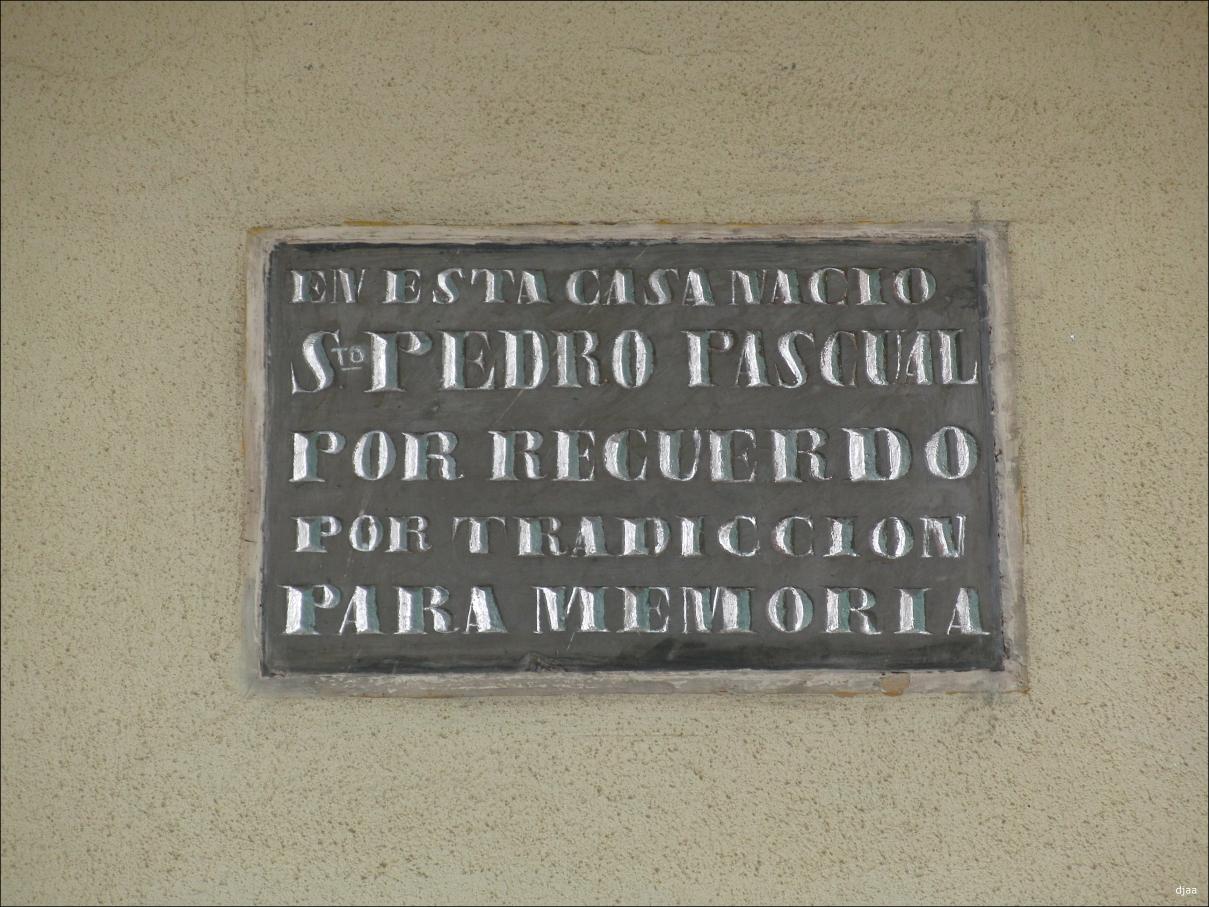 EN ESTA CASA NACIO
Sᵀᴼ PEDRO PASCUAL
POR RECUERDO
POR TRADICCION
PARA MEMORIA
djaa